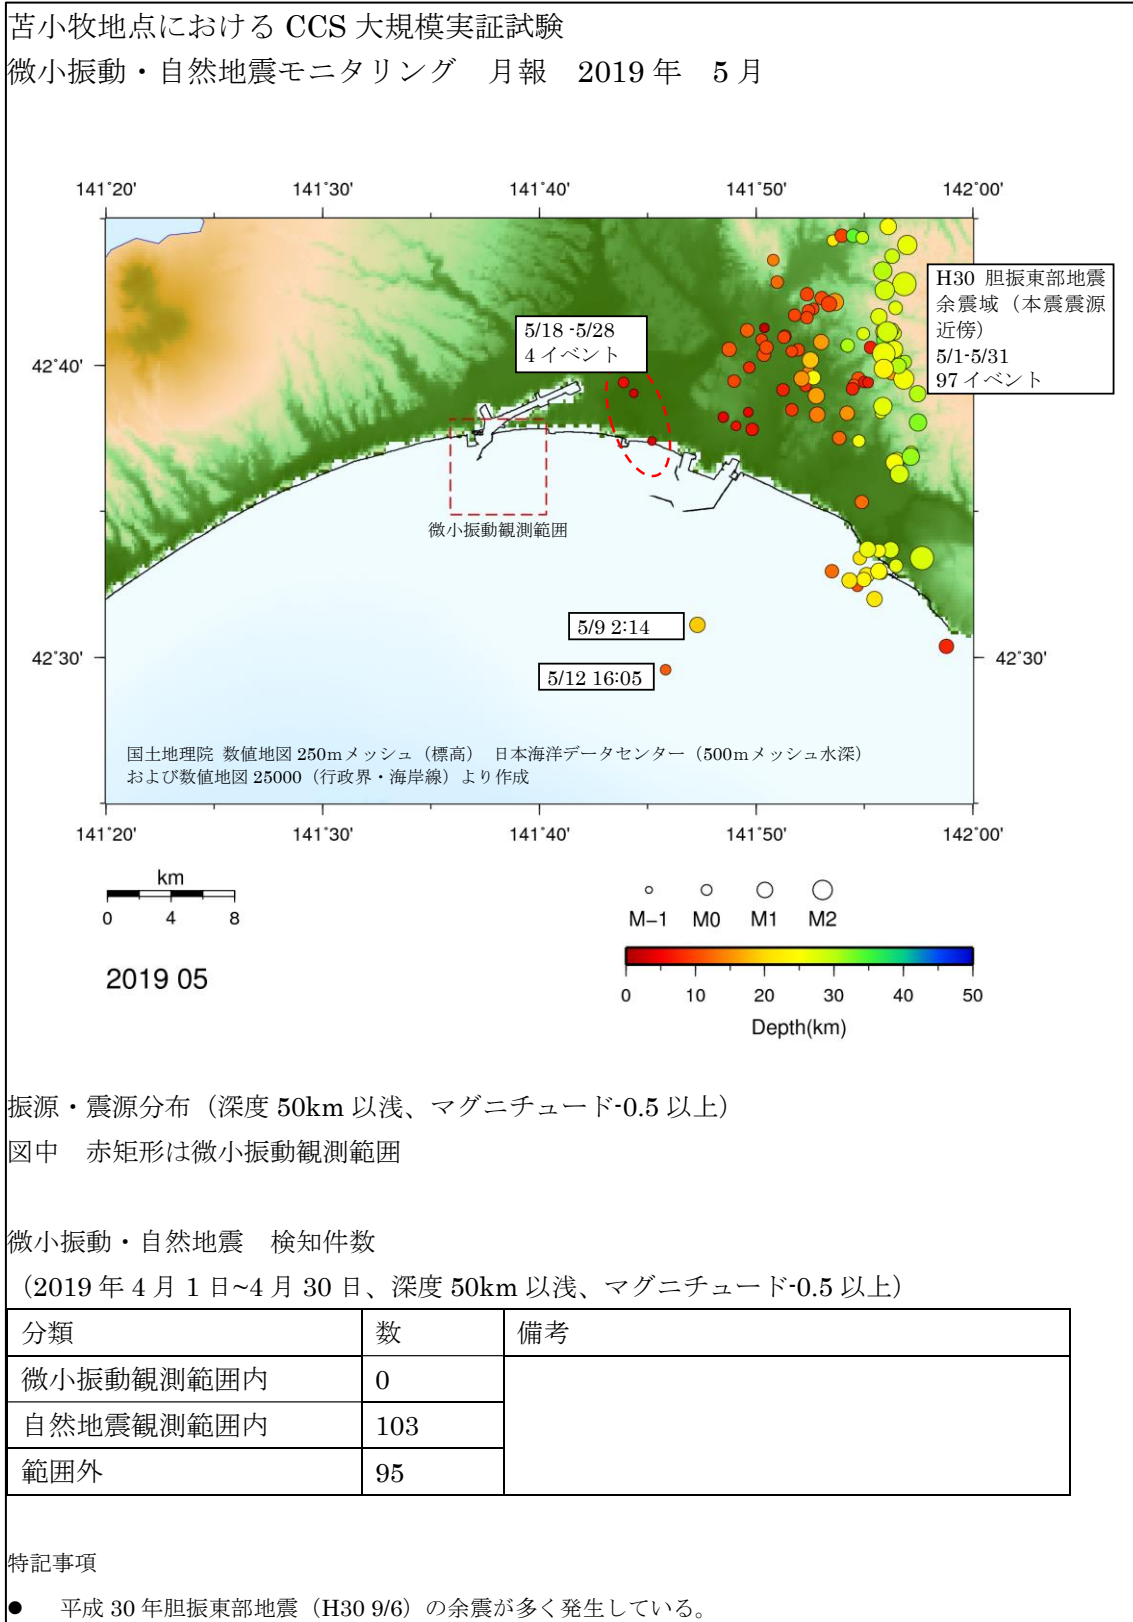 苫小牧地点における CCS 大規模実証試験
微小振動・自然地震モニタリング　月報　2019 年　5 月
141°20' 141°30' 141°40' 141°50' 142°00'
H30 胆振東部地震
余震域（本震震源
近傍）
5/1-5/31
97 イベント
5/18 -5/28
4 イベント
42°40'
微小振動観測範囲
5/9 2:14
42°30' 42°30'
5/12 16:05
国土地理院 数値地図 250mメッシュ（標高） 日本海洋データセンター（500mメッシュ水深）
および数値地図 25000（行政界・海岸線）より作成
141°20' 141°30' 141°40' 141°50' 142°00'
km
0 4 8
M−1 M0 M1 M2
2019 05
0 10 20 30 40 50
Depth(km)
振源・震源分布（深度 50km 以浅、マグニチュード-0.5 以上）
図中　赤矩形は微小振動観測範囲
微小振動・自然地震　検知件数
（2019 年 4 月 1 日~4 月 30 日、深度 50km 以浅、マグニチュード-0.5 以上）
分類 数 備考
微小振動観測範囲内 0
自然地震観測範囲内 103
範囲外 95
特記事項
● 平成 30 年胆振東部地震（H30 9/6）の余震が多く発生している。